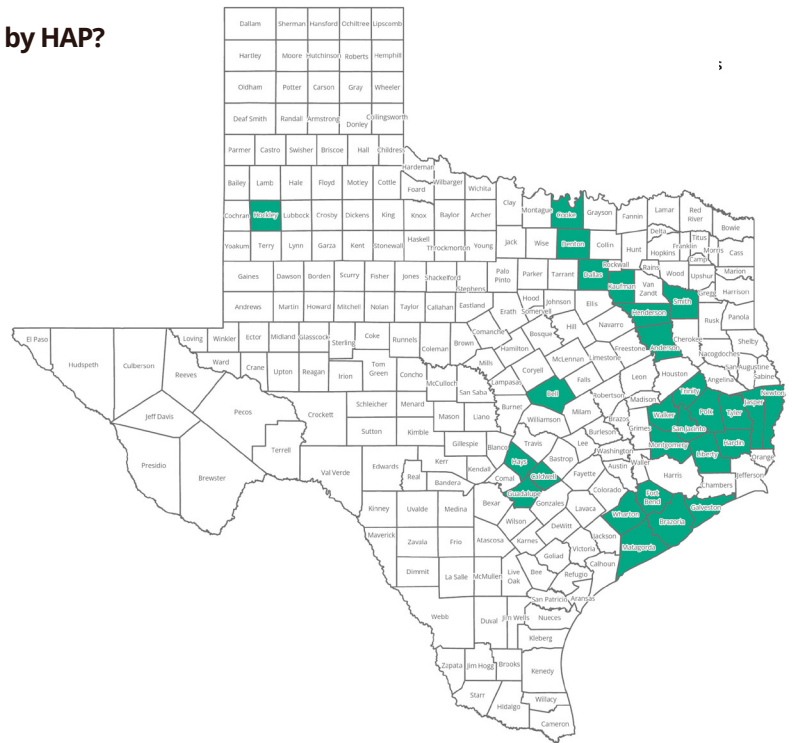 by HAP?
s
Dallam Sherman Hansford Ochiltree Lipscomb
Hartley Moore Hutchinson Roberts Hemphill
Oldham Potter Carson Gray Wheeler
Deaf Smith Randall Armstrong Donley Collingsworth
Parmer Castro Swisher Briscoe Hall Childress
Hardeman
Bailey Lamb Hale Floyd Motley Cottle Foard Wilbarger Wichita
Cochran Hockley Lubbock Crosby Dickens King Knox Baylor Archer Clay Montague Cooke Grayson Fannin Lamar Red River Bowie
Yoakum Terry Lynn Garza Kent Stonewall Haskell Throckmorton Young Jack Wise Denton Collin Hunt Delta Hopkins Franklin Titus Morris Cass
Camp
Gaines Dawson Borden Scurry Fisher Jones Shackelford Stephens Palo Pinto Parker Tarrant Dallas Rockwall Kaufman Rains Van Zandt Wood Upshur Marion
Andrews Martin Howard Mitchell Nolan Taylor Callahan Eastland Erath Hood Somervell Johnson Ellis Henderson Smith Gregg Harrison
El Paso Hudspeth Culberson Reeves Loving Winkler Ector Midland Glasscock Sterling Coke Runnels Coleman Brown Comanche Hamilton Bosque Hill Navarro Anderson Cherokee Rusk Panola
Ward Crane Upton Reagan Irion Tom Green Concho McCulloch San Saba Mills Lampasas Coryell McLennan Limestone Freestone Nacogdoches Shelby
Jeff Davis Pecos Crockett Schleicher Menard Mason Llano Burnet Bell Falls Robertson Leon Houston Angelina San Augustine Sabine
Presidio Brewster Terrell Sutton Kimble Gillespie Blanco Williamson Milam Brazos Madison Grimes Walker Trinity Polk Tyler Jasper Newton
Val Verde Edwards Real Kerr Kendall Hays Travis Lee Burleson Washington Montgomery San Jacinto Liberty Hardin Orange
Bandera Comal Caldwell Bastrop Fayette Austin Waller Harris Chambers Jefferson
Kinney Uvalde Medina Bexar Guadalupe Gonzales Lavaca Colorado Fort Bend Galveston
Maverick Zavala Frio Atascosa Wilson Karnes DeWitt Jackson Wharton Brazoria
Dimmit La Salle McMullen Live Oak Bee Goliad Victoria Calhoun Matagorda
Refugio
Webb Duval Jim Wells San Patricio Aransas
Nueces
Kleberg
Zapata Jim Hogg Brooks Kenedy
Starr Hidalgo Willacy
Cameron